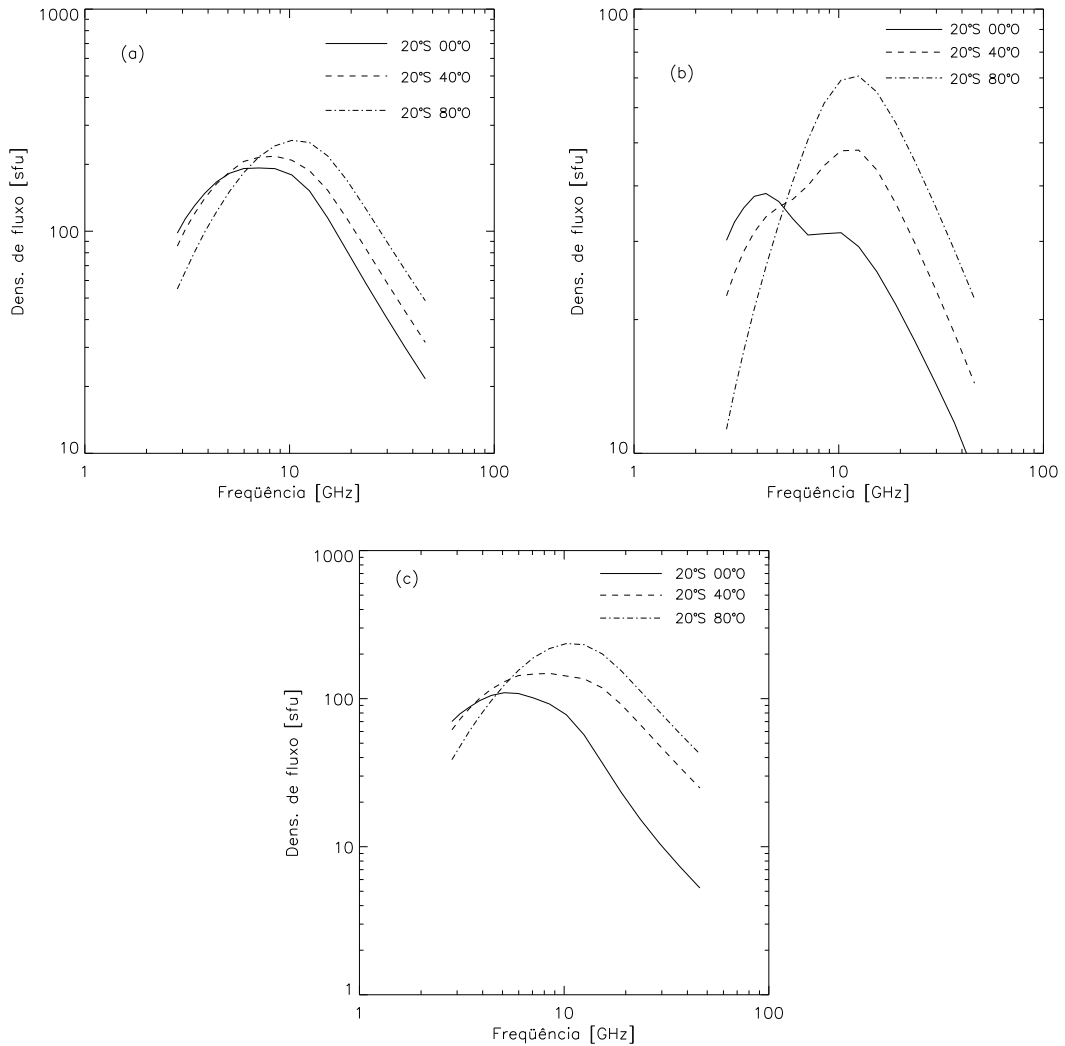 1000
(a)
20°S 00°O
20°S 40°O
20°S 80°O
100
10
Dens. de fluxo [sfu]
1 10 100
Freqüência [GHz]
100
(b)
20°S 00°O
20°S 40°O
20°S 80°O
10
Dens. de fluxo [sfu]
1 10 100
Freqüência [GHz]
1000
(c)
20°S 00°O
20°S 40°O
20°S 80°O
100
10
1
Dens. de fluxo [sfu]
1 10 100
Freqüência [GHz]